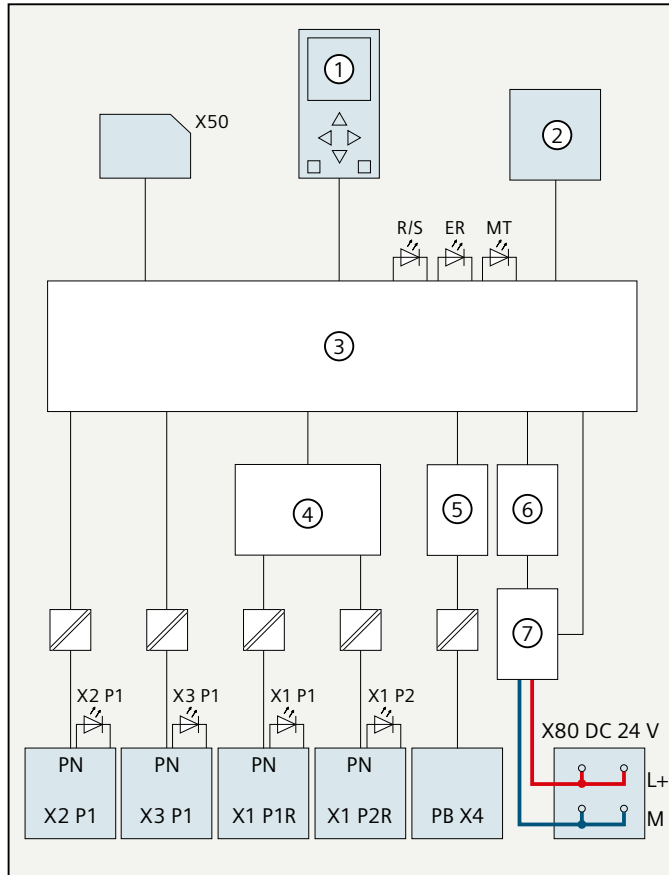 ①
X50
②
R/S ER MT
③
④
⑤
⑥
⑦
X2 P1 X3 P1 X1 P1 X1 P2
X80 DC 24 V
PN PN PN PN
L+
X2 P1 X3 P1 X1 P1R X1 P2R PB X4
M